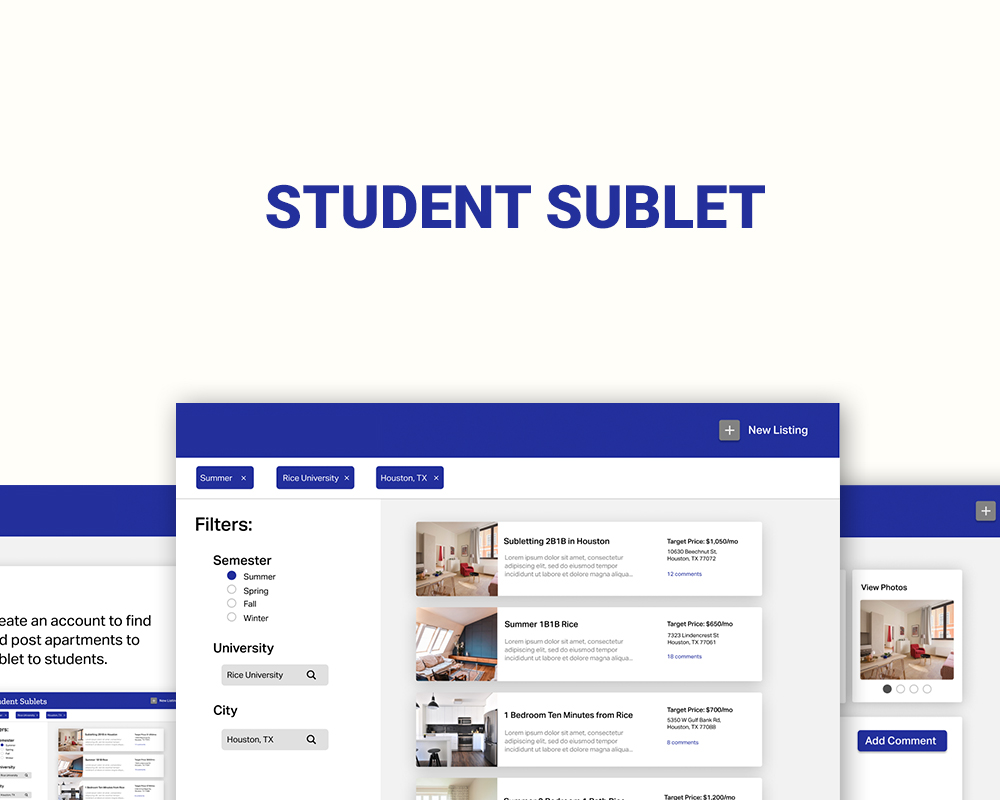 STUDENT SUBLET
New Listing
Summer ×
Rice University ×
Houston, TX ×
Filters:
Semester
Summer
Spring
Fall
Winter
University
Rice University
City
Houston, TX
Subletting 2B1B in Houston
Lorem ipsum dolor sit amet, consectetur
adipiscing elit, sed do eiusmod tempor
incididunt ut labore et dolore magna aliqua...
Target Price: $1,050/mo
10630 Beechnut St,
Houston, TX 77072
12 comments
Summer 1B1B Rice
Lorem ipsum dolor sit amet, consectetur
adipiscing elit, sed do eiusmod tempor
incididunt ut labore et dolore magna aliqua...
Target Price: $650/mo
7323 Lindencrest St
Houston, TX 77061
18 comments
1 Bedroom Ten Minutes from Rice
Lorem ipsum dolor sit amet, consectetur
adipiscing elit, sed do eiusmod tempor
incididunt ut labore et dolore magna aliqua...
Target Price: $700/mo
5350 W Gulf Bank Rd,
Houston, TX 77088
8 comments
Target Price: $1,200/mo
eate an account to find
d post apartments to
blet to students.
dent Sublets
View Photos
Add Comment